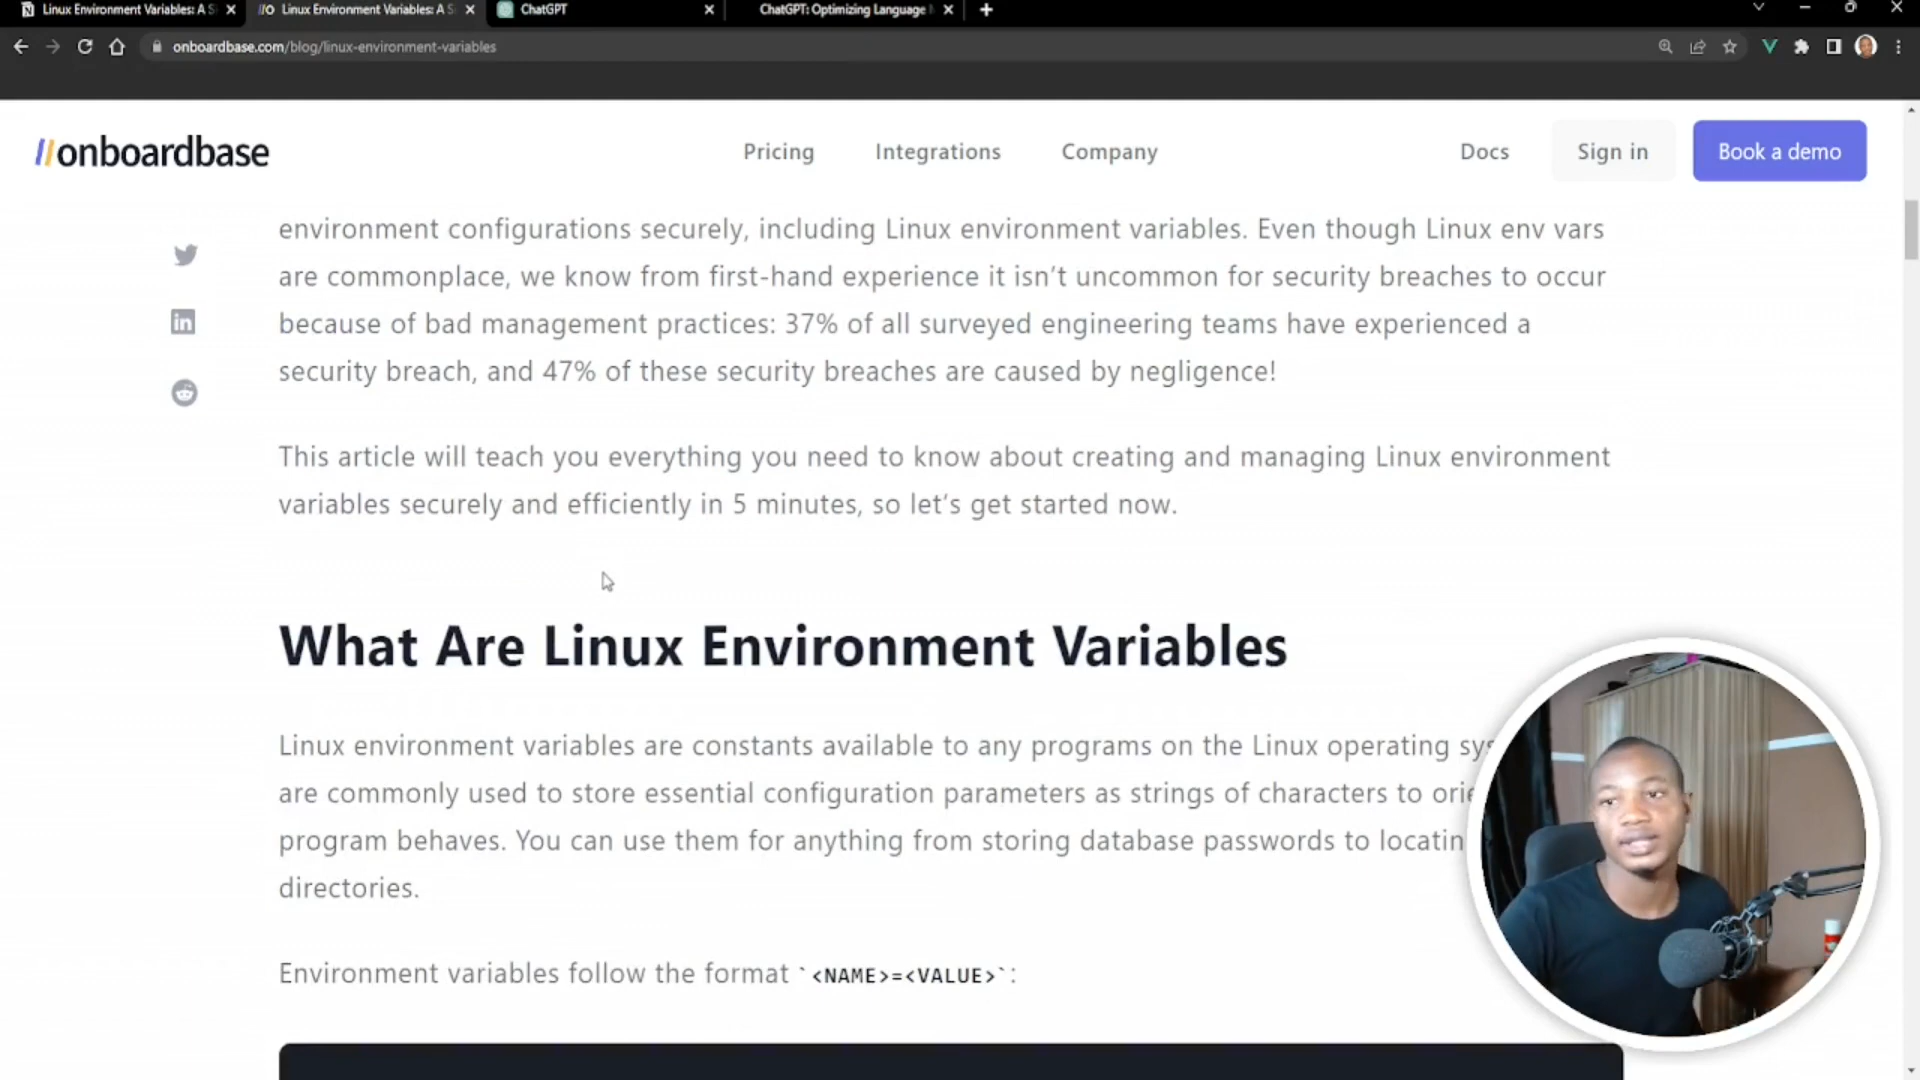 Linux Environment Variables: A S
Linux Environment Variables: A S
ChatGPT
ChatGPT: Optimizing Language
onboardbase.com/blog/linux-environment-variables
//onboardbase
Pricing
Integrations
Company
Docs
Sign in
Book a demo
environment configurations securely, including Linux environment variables. Even though Linux env vars
are commonplace, we know from first-hand experience it isn’t uncommon for security breaches to occur
because of bad management practices: 37% of all surveyed engineering teams have experienced a
security breach, and 47% of these security breaches are caused by negligence!
This article will teach you everything you need to know about creating and managing Linux environment
variables securely and efficiently in 5 minutes, so let’s get started now.
What Are Linux Environment Variables
Linux environment variables are constants available to any programs on the Linux operating sys
are commonly used to store essential configuration parameters as strings of characters to orie
program behaves. You can use them for anything from storing database passwords to locatin
directories.
Environment variables follow the format `<NAME>=<VALUE>`: